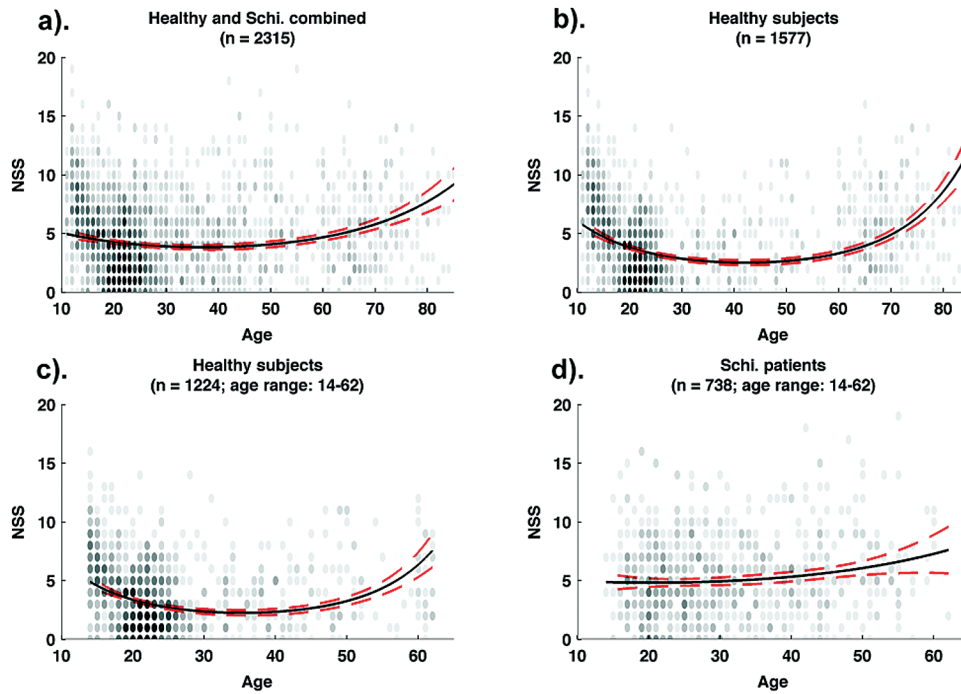 a).
Healthy and Schi. combined
(n = 2315)
20
15
10
5
0
NSS
10 20 30 40 50 60 70 80
Age
b).
Healthy subjects
(n = 1577)
20
15
10
5
0
NSS
10 20 30 40 50 60 70 80
Age
c).
Healthy subjects
(n = 1224; age range: 14-62)
20
15
10
5
0
NSS
10 20 30 40 50 60
Age
d).
Schi. patients
(n = 738; age range: 14-62)
20
15
10
5
0
NSS
10 20 30 40 50 60
Age